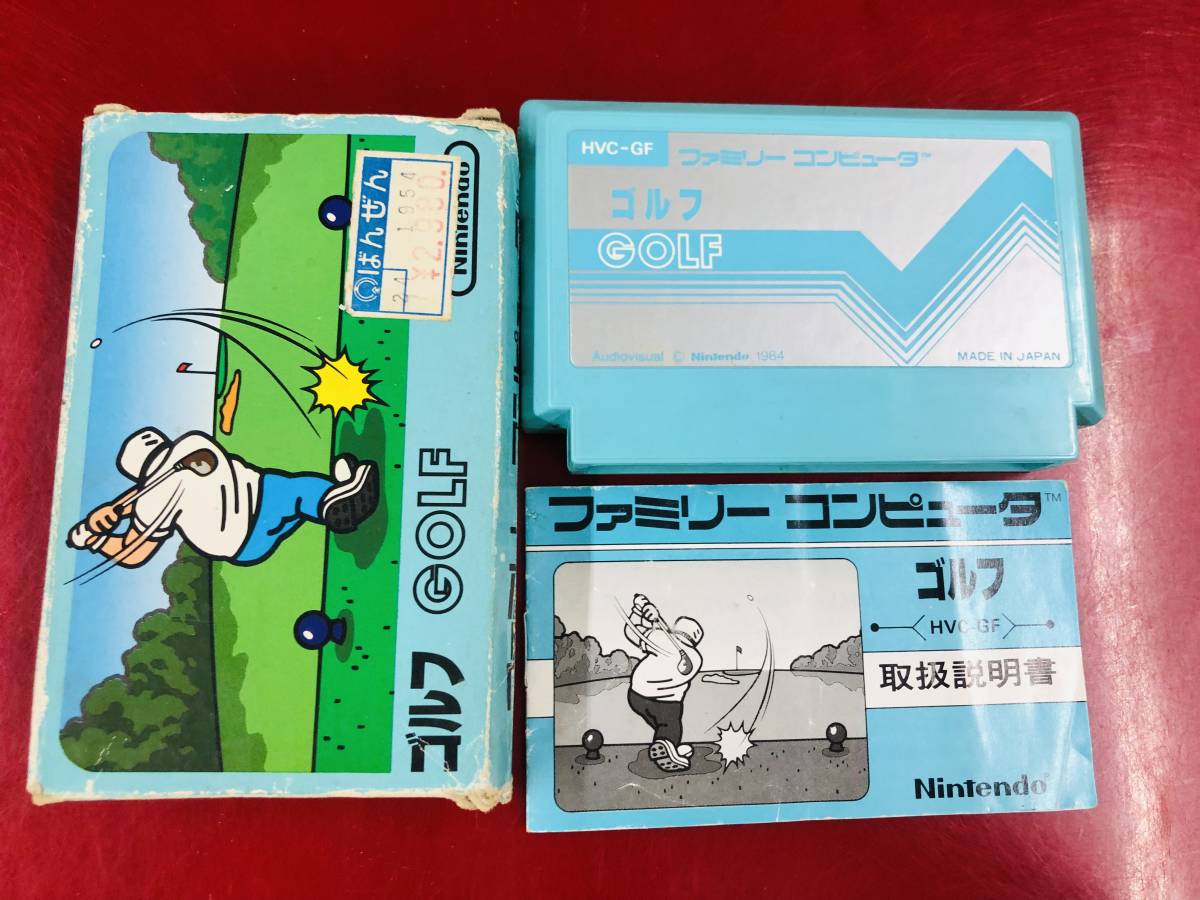 Nintendo
ばんぜん
24 1954
¥2,980.
ゴルフ GOLF
HVC-GF
ファミリー コンピュータ™
ゴルフ
GOLF
Audiovisual © Nintendo 1984
MADE IN JAPAN
ファミリー コンピュータ™
ゴルフ
HVC-GF
取扱説明書
Nintendo®